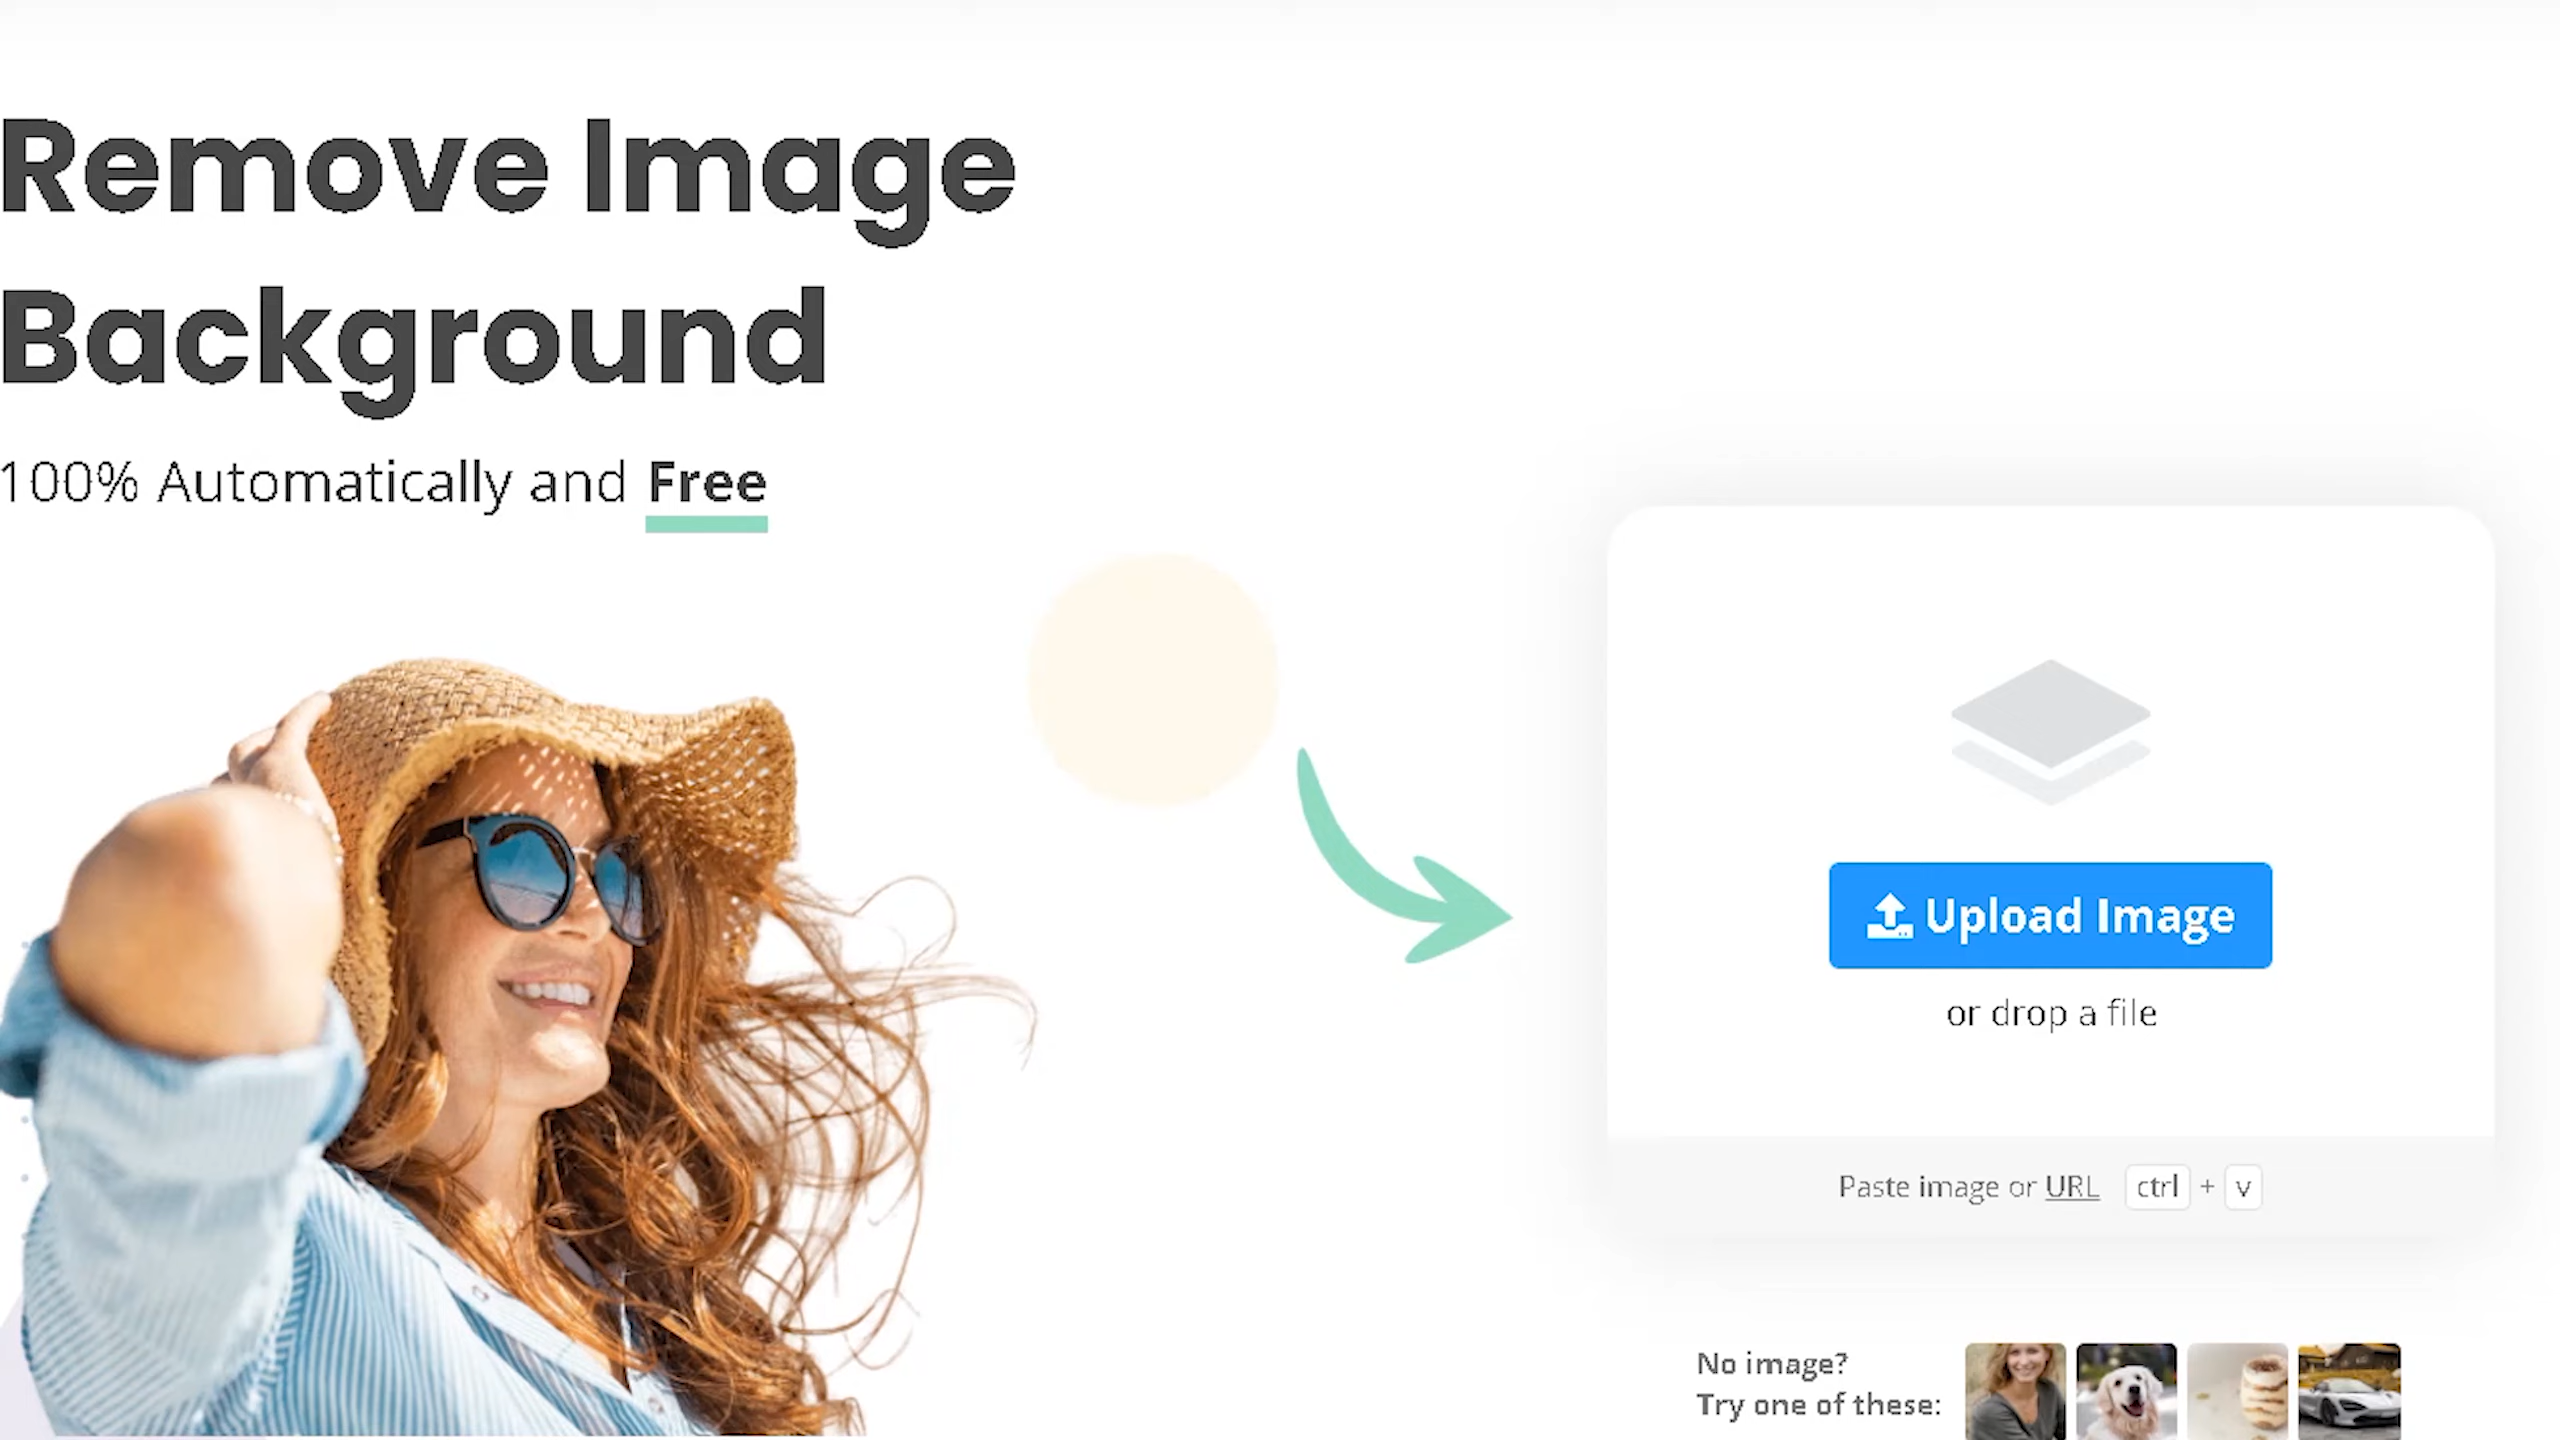 Remove Image
Background
100% Automatically and Free
Upload Image
or drop a file
Paste image or URL ctrl + v
No image?
Try one of these: